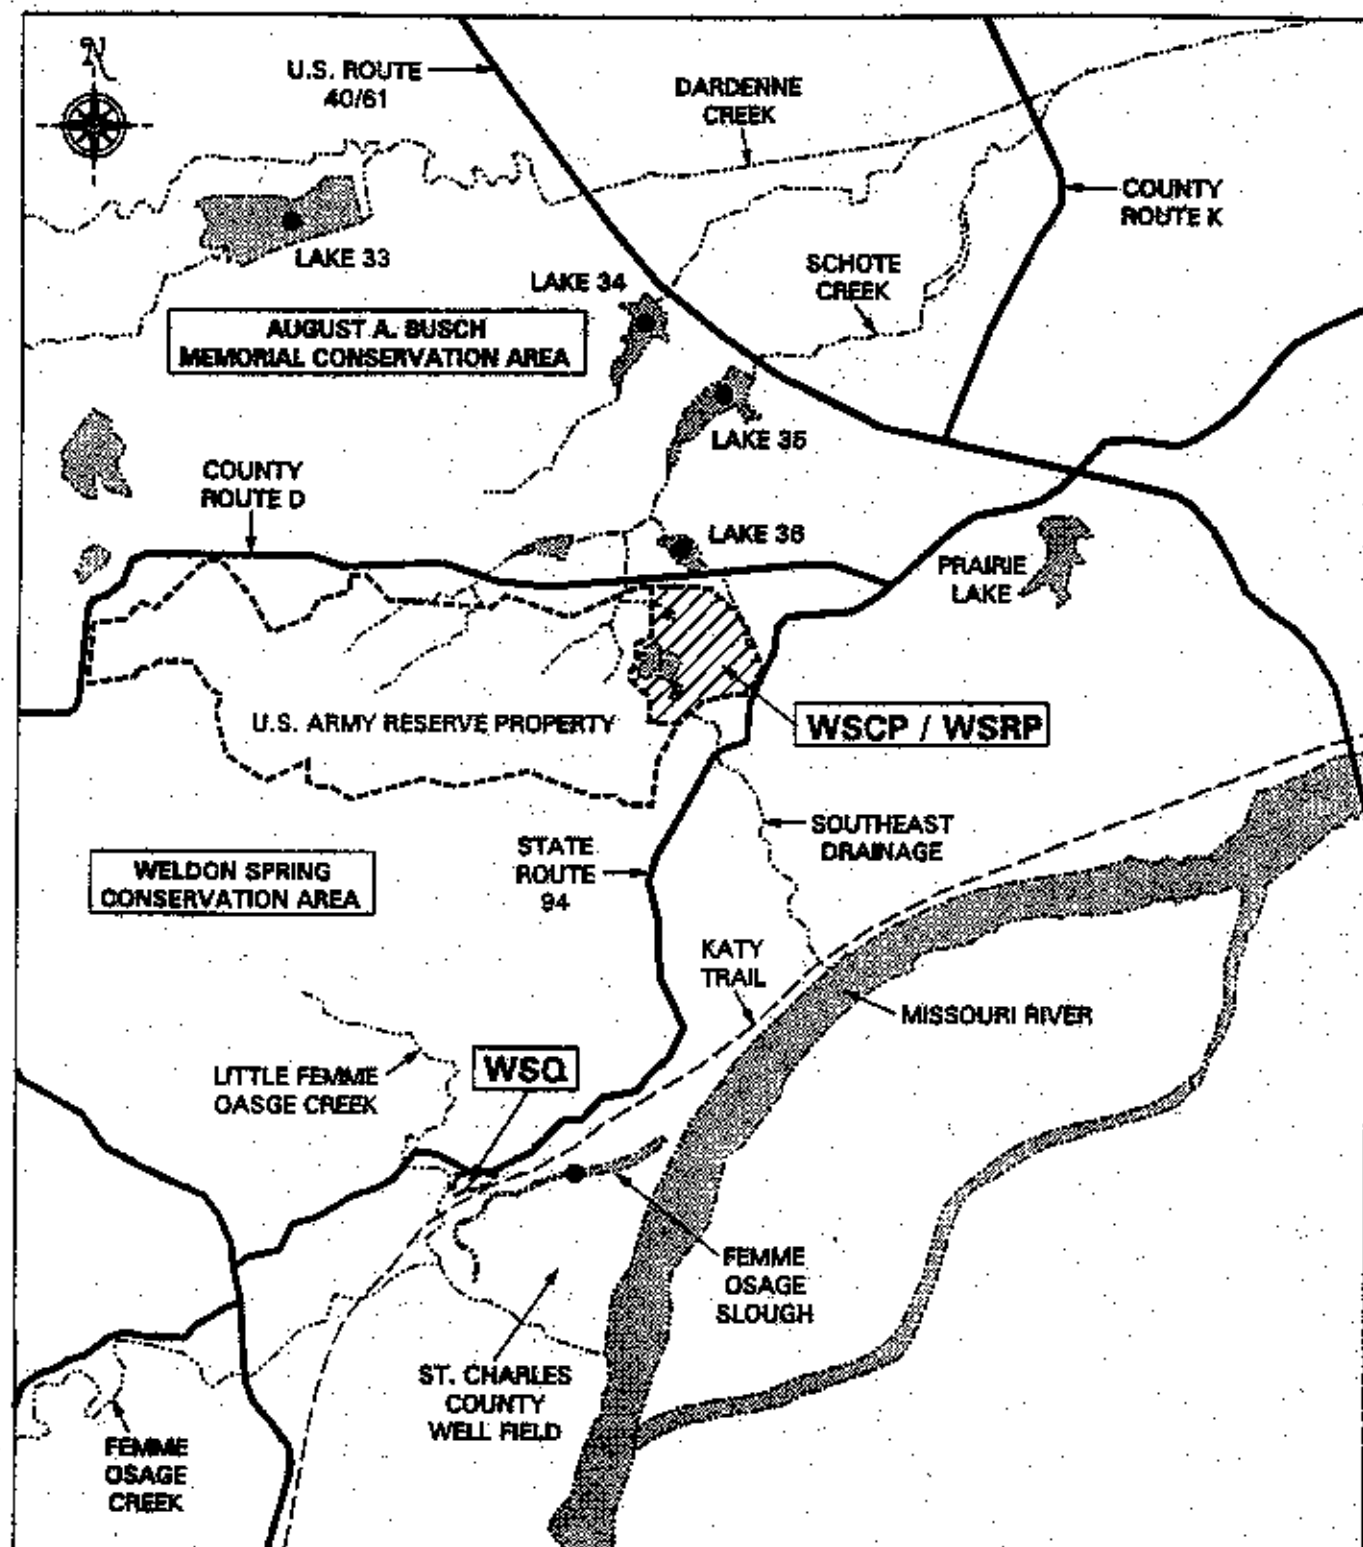 N
U.S. ROUTE
40/61
DARDENNE
CREEK
COUNTY
ROUTE K
LAKE 33
SCHOTE
CREEK
LAKE 34
AUGUST A. BUSCH
MEMORIAL CONSERVATION AREA
LAKE 35
COUNTY
ROUTE D
LAKE 36
PRAIRIE
LAKE
U.S. ARMY RESERVE PROPERTY
WSCP / WSRP
SOUTHEAST
DRAINAGE
STATE
ROUTE
94
WELDON SPRING
CONSERVATION AREA
KATY
TRAIL
MISSOURI RIVER
WSQ
LITTLE FEMME
OASGE CREEK
FEMME
OSAGE
SLOUGH
ST. CHARLES
COUNTY
WELL FIELD
FEMME
OSAGE
CREEK